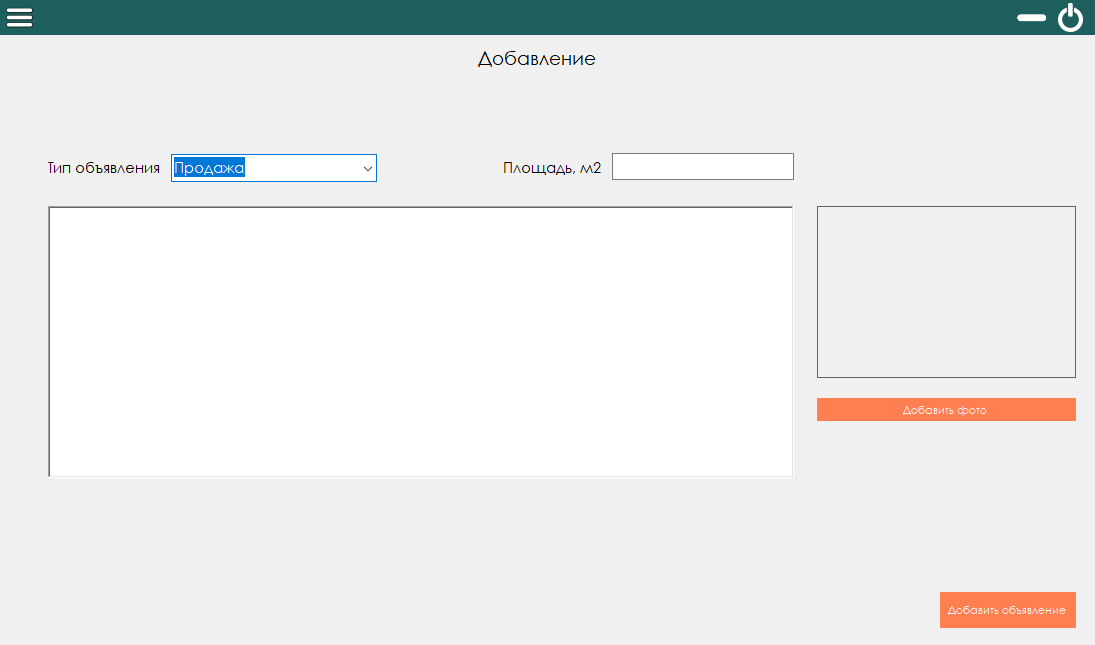 Добавление
Тип объявления Продажа Площадь, м2
Добавить фото
Добавить объявление